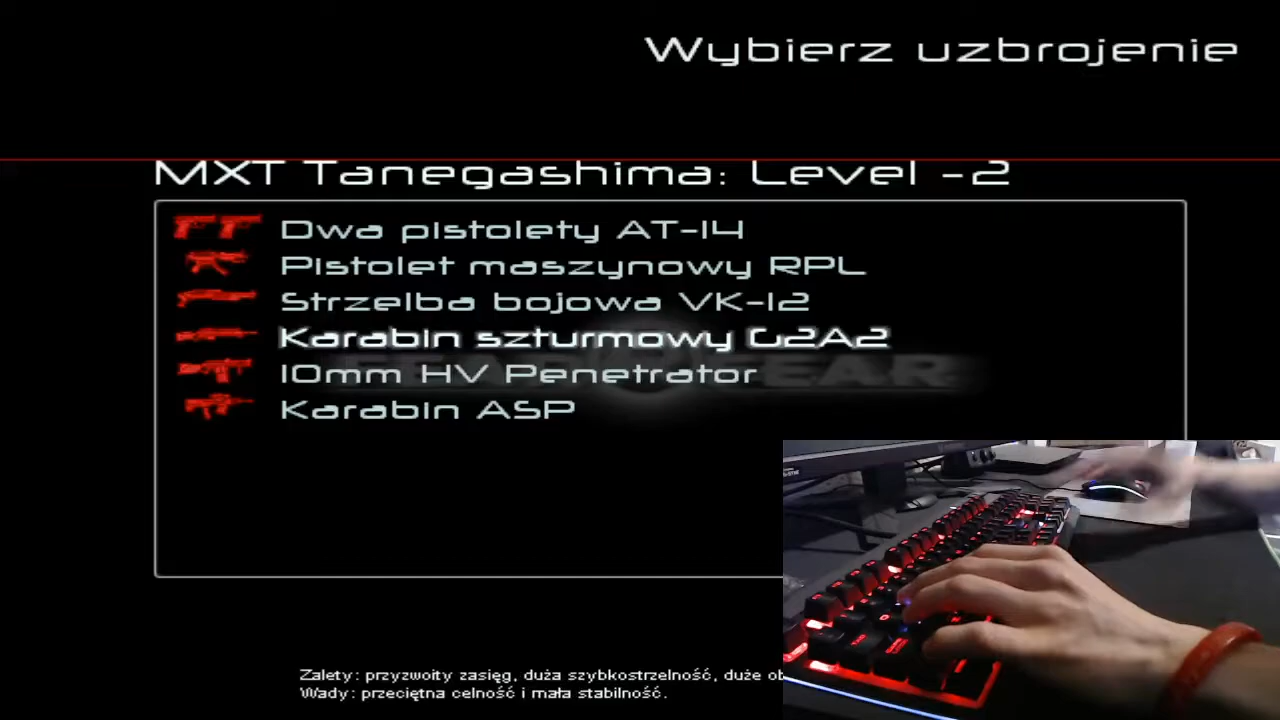 Wybierz uzbrojenie
MXT Tanegashima: Level -2
Dwa pistolety AT-14
Pistolet maszynowy RPL
Strzelba bojowa VK-12
Karabin szturmowy G2A2
10mm HV Penetrator
Karabin ASP
Zalety: przyzwoity zasięg, duża szybkostrzelność, duże
Wady: przeciętna celność i mała stabilność.